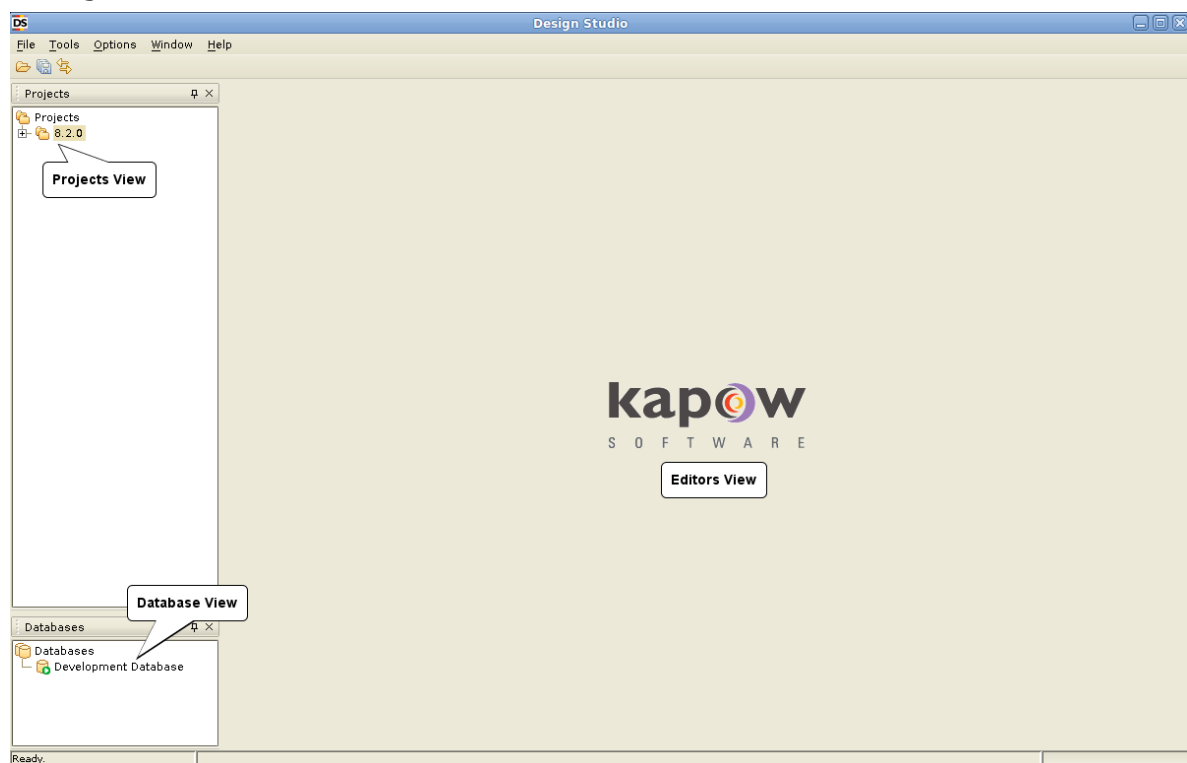 DS Design Studio
File Tools Options Window Help
Projects
Projects
8.2.0
Projects View
kapow
SOFTWARE
Editors View
Database View
Databases
Databases
Development Database
Ready.